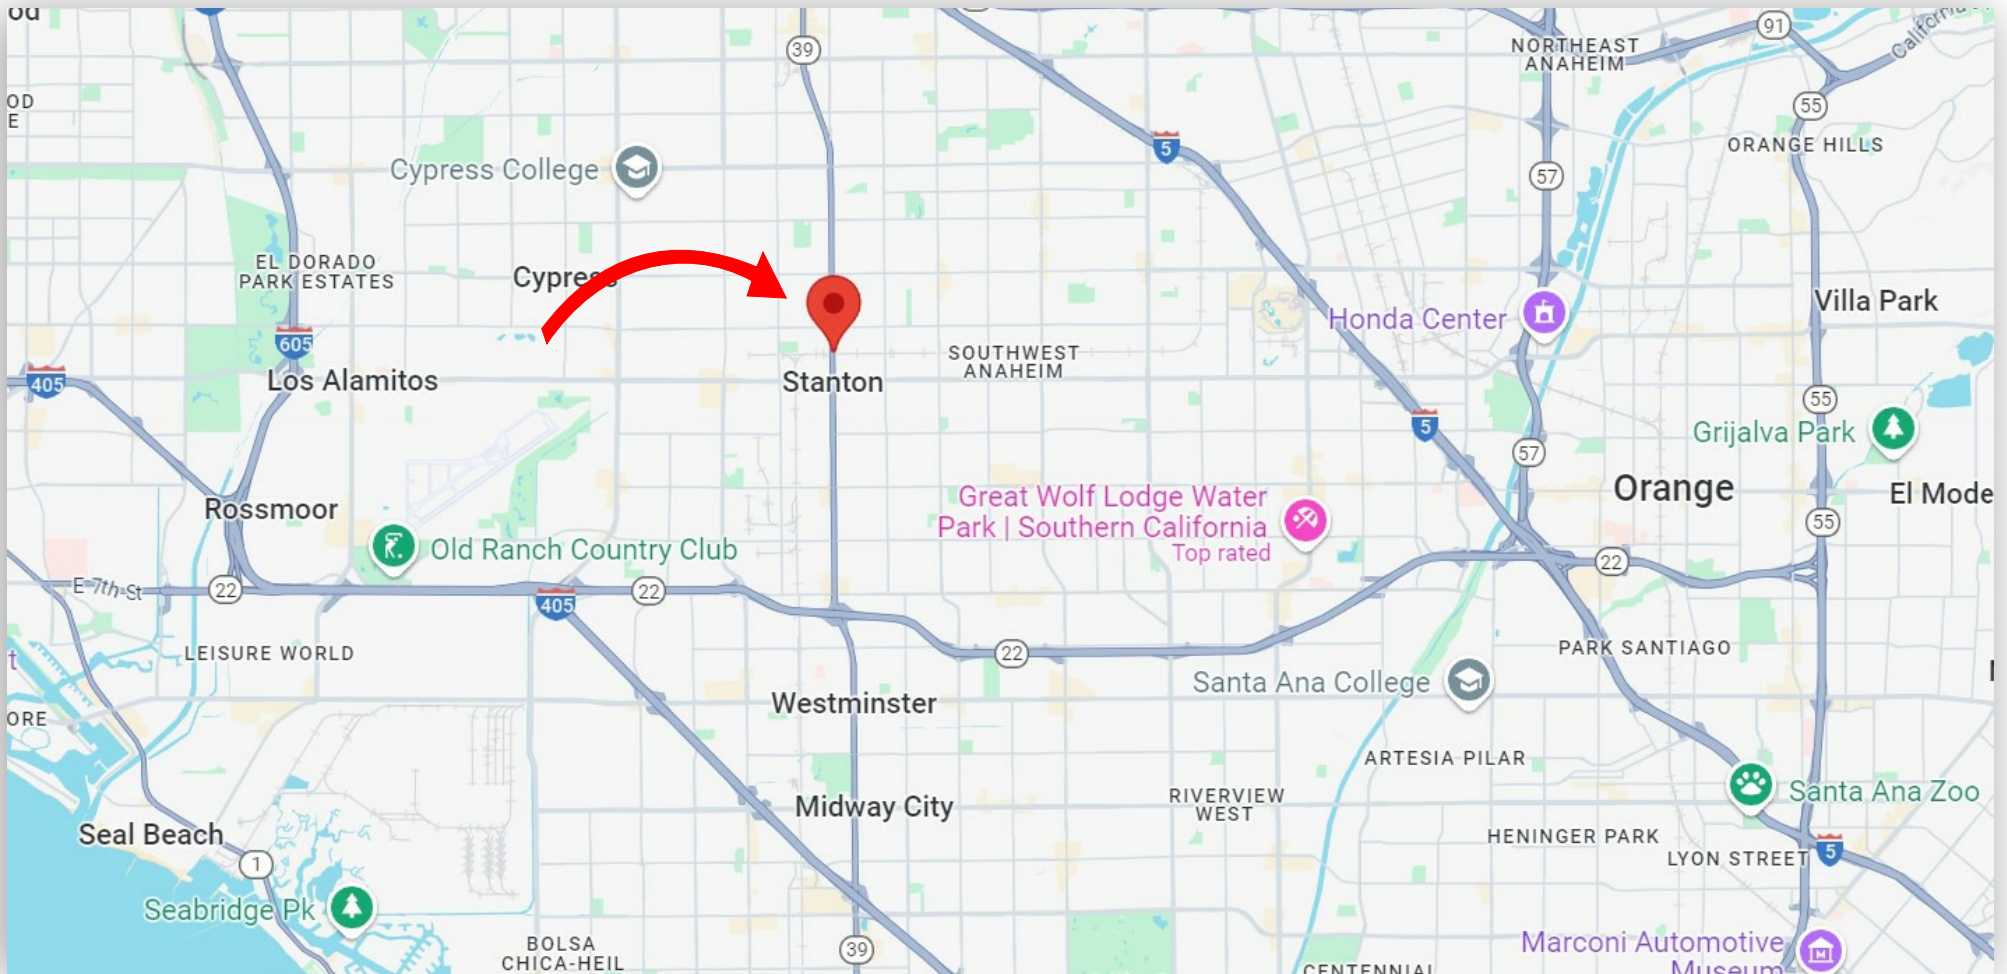 39
91
NORTHEAST
ANAHEIM
California
55
ORANGE HILLS
5
57
Cypress College
EL DORADO
PARK ESTATES
Cypress
Honda Center
Villa Park
605
405
Los Alamitos
Stanton
SOUTHWEST
ANAHEIM
55
5
Grijalva Park
57
Orange
El Mode
Rossmoor
Great Wolf Lodge Water
Park | Southern California
Top rated
55
Old Ranch Country Club
E 7th St
22
405
22
22
22
LEISURE WORLD
PARK SANTIAGO
Santa Ana College
Westminster
ORE
ARTESIA PILAR
Midway City
RIVERVIEW
WEST
Santa Ana Zoo
Seal Beach
HENINGER PARK
LYON STREET
5
1
Seabridge Pk
BOLSA
CHICA-HEIL
39
Marconi Automotive
Museum
CENTENNIAL